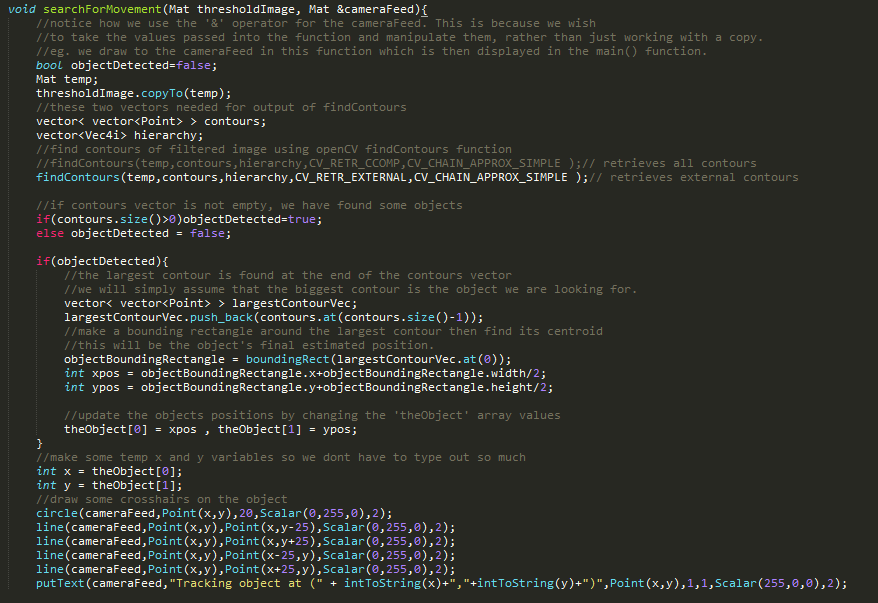 void searchForMovement(Mat thresholdImage, Mat &cameraFeed){
//notice how we use the '&' operator for the cameraFeed. This is because we wish
//to take the values passed into the function and manipulate them, rather than just working with a copy.
//eg. we draw to the cameraFeed in this function which is then displayed in the main() function.
bool objectDetected=false;
Mat temp;
thresholdImage.copyTo(temp);
//these two vectors needed for output of findContours
vector< vector<Point> > contours;
vector<Vec4i> hierarchy;
//find contours of filtered image using openCV findContours function
//findContours(temp,contours,hierarchy,CV_RETR_CCOMP,CV_CHAIN_APPROX_SIMPLE );// retrieves all contours
findContours(temp,contours,hierarchy,CV_RETR_EXTERNAL,CV_CHAIN_APPROX_SIMPLE );// retrieves external contours
//if contours vector is not empty, we have found some objects
if(contours.size()>0)objectDetected=true;
else objectDetected = false;
if(objectDetected){
//the largest contour is found at the end of the contours vector
//we will simply assume that the biggest contour is the object we are looking for.
vector< vector<Point> > largestContourVec;
largestContourVec.push_back(contours.at(contours.size()-1));
//make a bounding rectangle around the largest contour then find its centroid
//this will be the object's final estimated position.
objectBoundingRectangle = boundingRect(largestContourVec.at(0));
int xpos = objectBoundingRectangle.x+objectBoundingRectangle.width/2;
int ypos = objectBoundingRectangle.y+objectBoundingRectangle.height/2;
//update the objects positions by changing the 'theObject' array values
theObject[0] = xpos , theObject[1] = ypos;
}
//make some temp x and y variables so we dont have to type out so much
int x = theObject[0];
int y = theObject[1];
//draw some crosshairs on the object
circle(cameraFeed,Point(x,y),20,Scalar(0,255,0),2);
line(cameraFeed,Point(x,y),Point(x,y-25),Scalar(0,255,0),2);
line(cameraFeed,Point(x,y),Point(x,y+25),Scalar(0,255,0),2);
line(cameraFeed,Point(x,y),Point(x-25,y),Scalar(0,255,0),2);
line(cameraFeed,Point(x,y),Point(x+25,y),Scalar(0,255,0),2);
putText(cameraFeed,"Tracking object at (" + intToString(x)+","+intToString(y)+")",Point(x,y),1,1,Scalar(255,0,0),2);